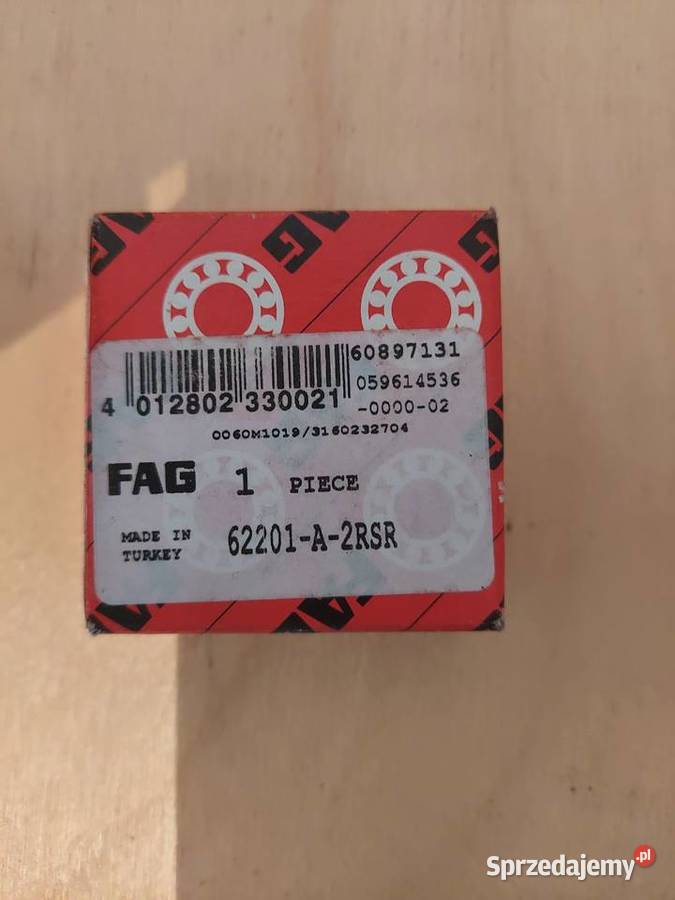 4 012802 330021
60897131
059614536
-0000-02
0060M1019/3160232704
FAG 1 PIECE
MADE IN
TURKEY
62201-A-2RSR
Sprzedajemy.pl